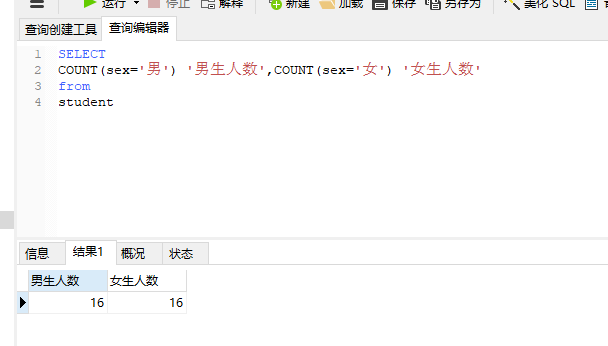 运行 停止 解释 新建 加载 保存 另存为 美化 SQL
查询创建工具 查询编辑器
1 SELECT
2 COUNT(sex='男') '男生人数',COUNT(sex='女') '女生人数'
3 from
4 student
信息 结果1 概况 状态
男生人数 女生人数
16 16